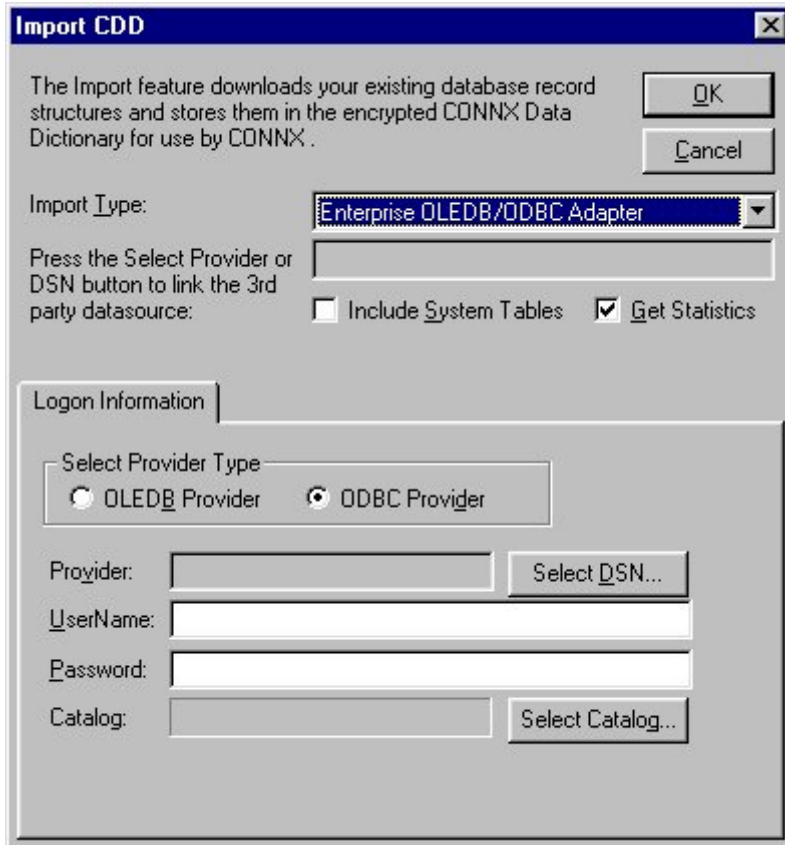 Import CDD
The Import feature downloads your existing database record
structures and stores them in the encrypted CONNX Data
Dictionary for use by CONNX .
OK
Cancel
Import Type:
Enterprise OLEDB/ODBC Adapter
Press the Select Provider or
DSN button to link the 3rd
party datasource:
Include System Tables
Get Statistics
Logon Information
Select Provider Type
OLEDB Provider
ODBC Provider
Provider:
Select DSN...
UserName:
Password:
Catalog:
Select Catalog...